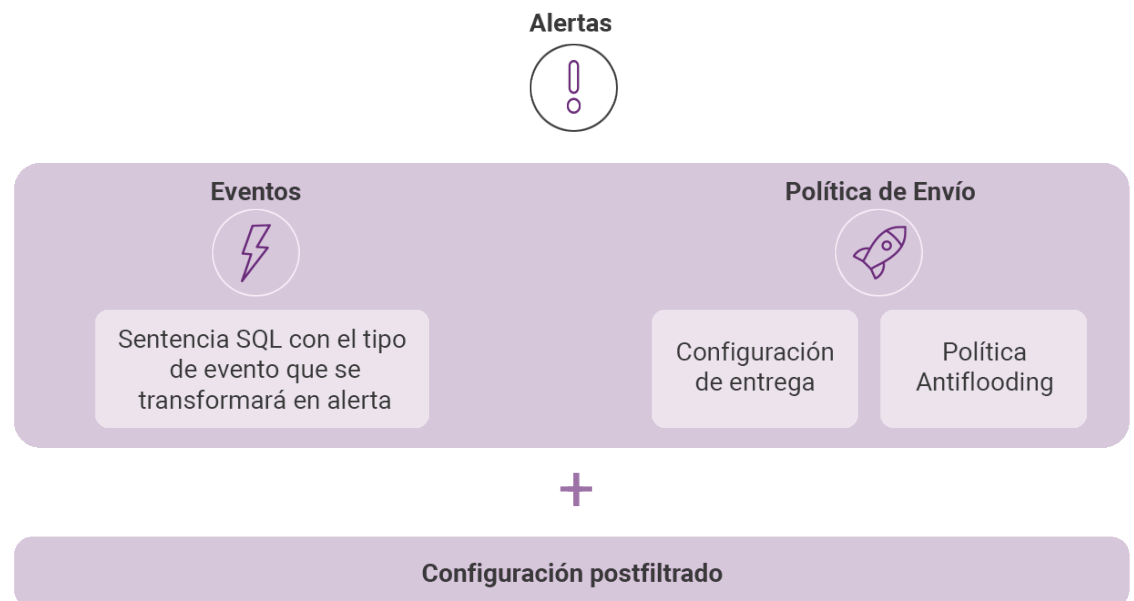 Alertas
Eventos
Sentencia SQL con el tipo
de evento que se
transformará en alerta
Política de Envío
Configuración
de entrega
Política
Antiflooding
+
Configuración postfiltrado